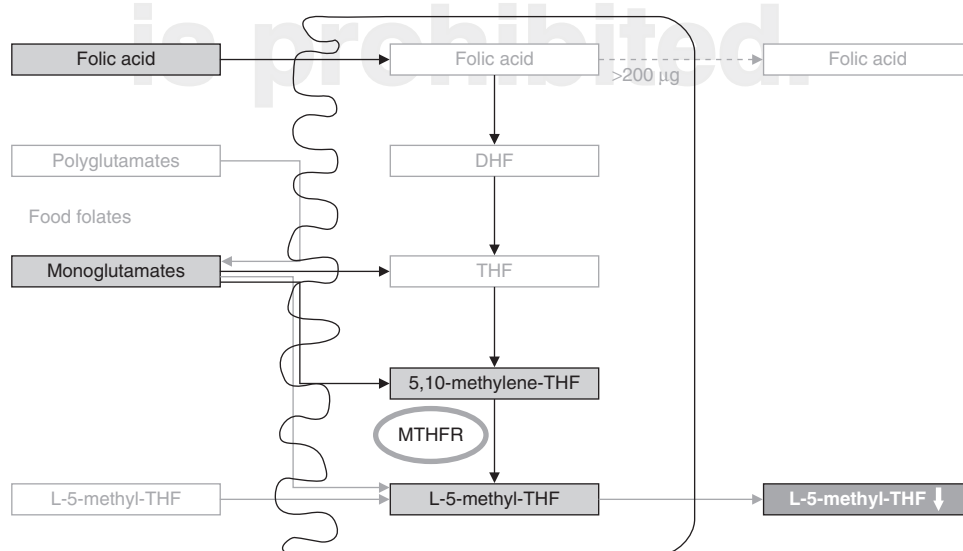 is prohibited.
Folic acid
Folic acid
>200 µg
Folic acid
Polyglutamates
DHF
Food folates
Monoglutamates
THF
5,10-methylene-THF
MTHFR
L-5-methyl-THF
L-5-methyl-THF
L-5-methyl-THF